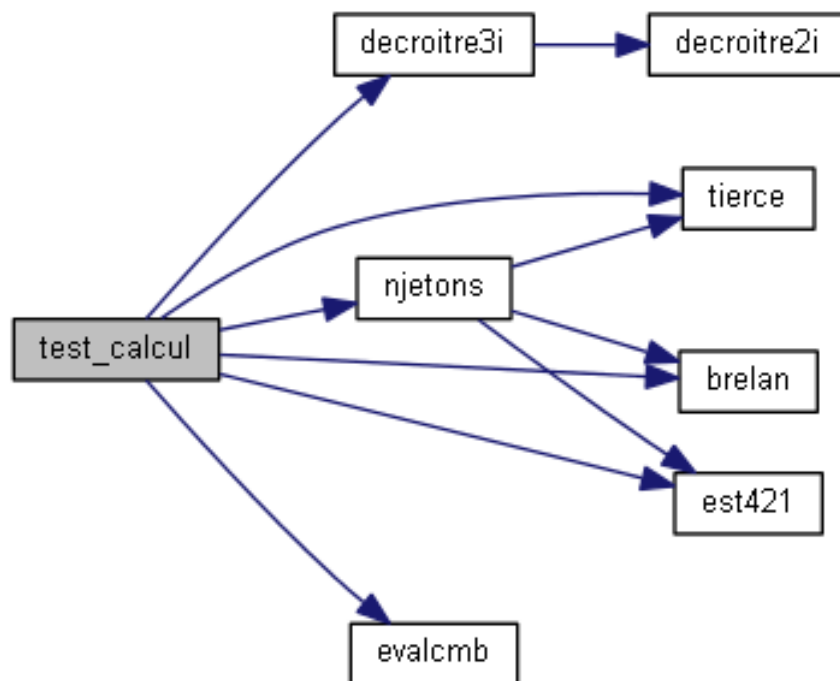 decroitre3i
decroitre2i
tierce
njetons
test_calcul
brelan
est421
evalcmb